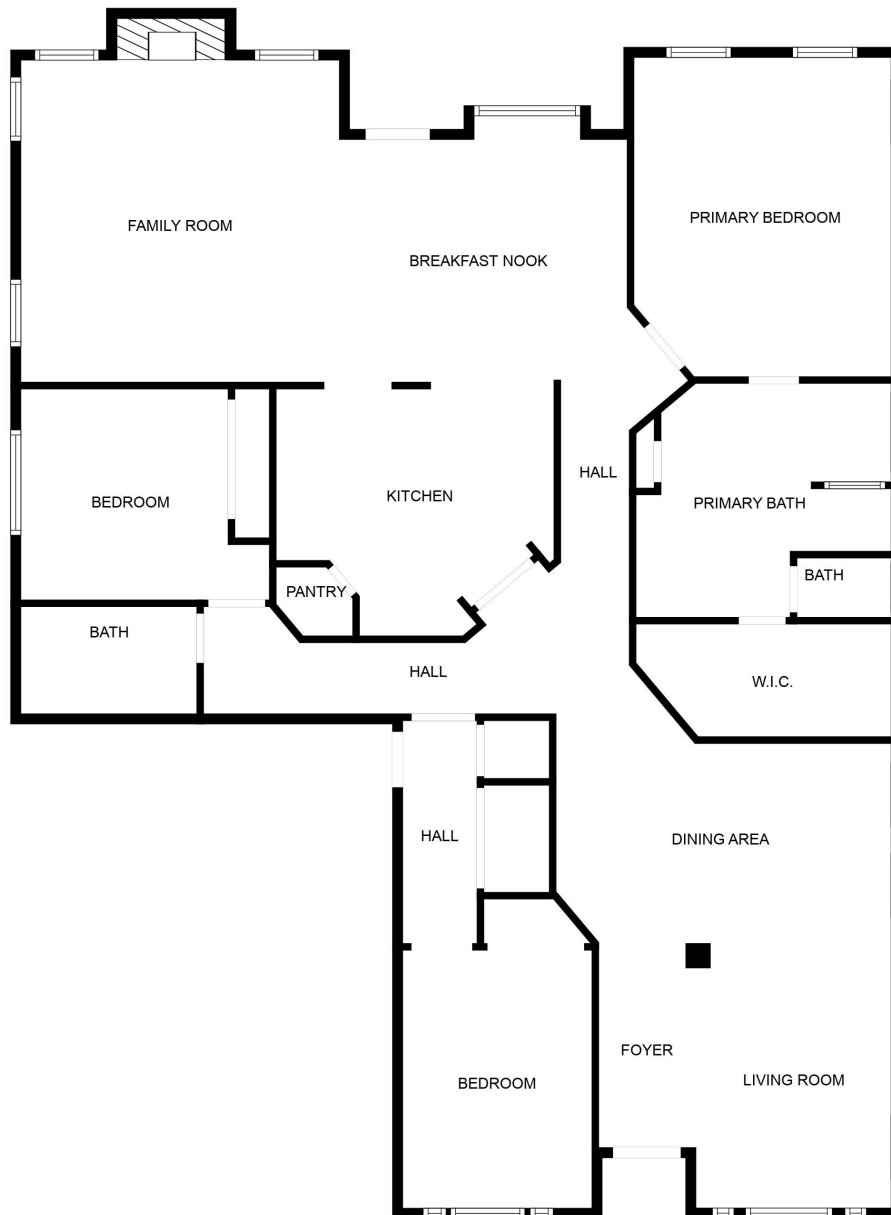 PRIMARY BEDROOM
FAMILY ROOM
BREAKFAST NOOK
HALL
KITCHEN
BEDROOM
PRIMARY BATH
BATH
PANTRY
BATH
HALL
W.I.C.
HALL
DINING AREA
FOYER
BEDROOM
LIVING ROOM